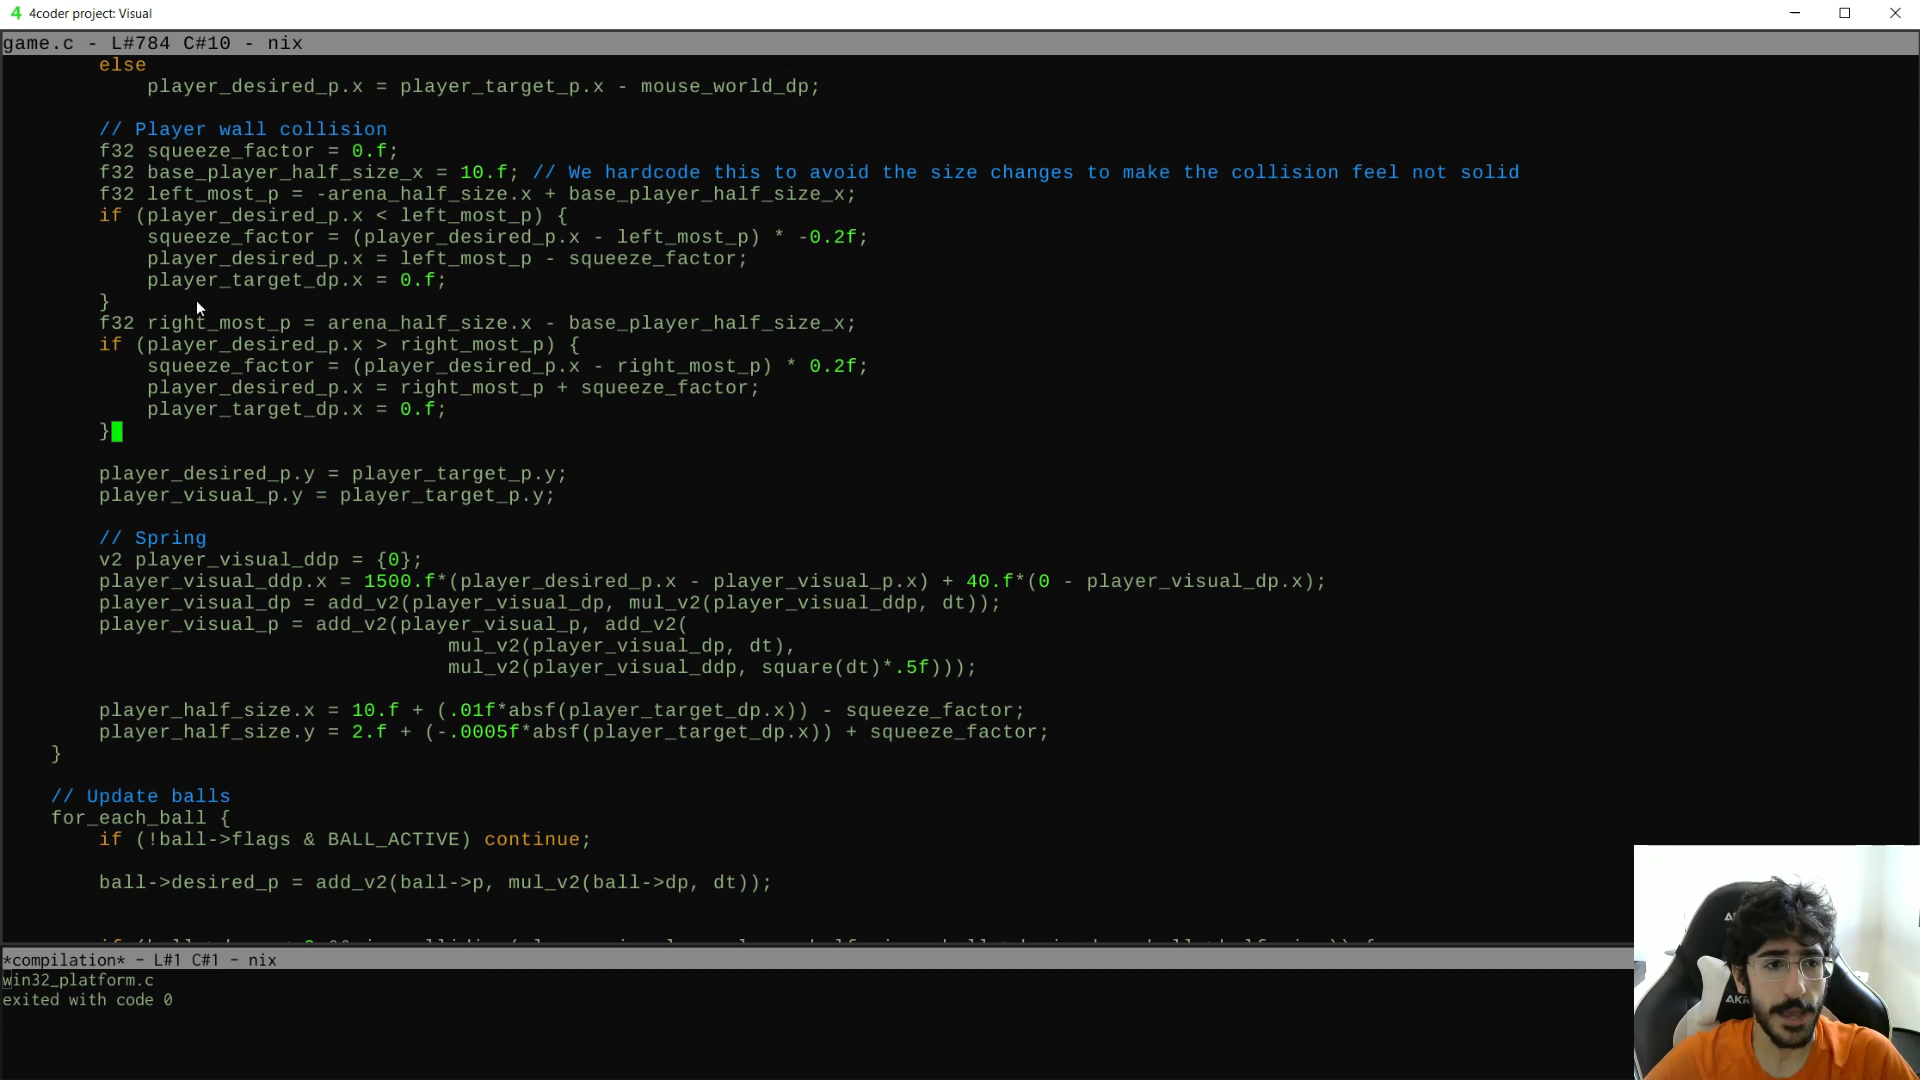 4 4coder project: Visual
game.c - L#784 C#10 - nix
else
player_desired_p.x = player_target_p.x - mouse_world_dp;
// Player wall collision
f32 squeeze_factor = 0.f;
f32 base_player_half_size_x = 10.f; // We hardcode this to avoid the size changes to make the collision feel not solid
f32 left_most_p = -arena_half_size.x + base_player_half_size_x;
if (player_desired_p.x < left_most_p) {
squeeze_factor = (player_desired_p.x - left_most_p) * -0.2f;
player_desired_p.x = left_most_p - squeeze_factor;
player_target_dp.x = 0.f;
}
f32 right_most_p = arena_half_size.x - base_player_half_size_x;
if (player_desired_p.x > right_most_p) {
squeeze_factor = (player_desired_p.x - right_most_p) * 0.2f;
player_desired_p.x = right_most_p + squeeze_factor;
player_target_dp.x = 0.f;
}
player_desired_p.y = player_target_p.y;
player_visual_p.y = player_target_p.y;
// Spring
v2 player_visual_ddp = {0};
player_visual_ddp.x = 1500.f*(player_desired_p.x - player_visual_p.x) + 40.f*(0 - player_visual_dp.x);
player_visual_dp = add_v2(player_visual_dp, mul_v2(player_visual_ddp, dt));
player_visual_p = add_v2(player_visual_p, add_v2(
mul_v2(player_visual_dp, dt),
mul_v2(player_visual_ddp, square(dt)*.5f)));
player_half_size.x = 10.f + (.01f*absf(player_target_dp.x)) - squeeze_factor;
player_half_size.y = 2.f + (-.0005f*absf(player_target_dp.x)) + squeeze_factor;
}
// Update balls
for_each_ball {
if (!ball->flags & BALL_ACTIVE) continue;
ball->desired_p = add_v2(ball->p, mul_v2(ball->dp, dt));
*compilation* - L#1 C#1 - nix
win32_platform.c
exited with code 0